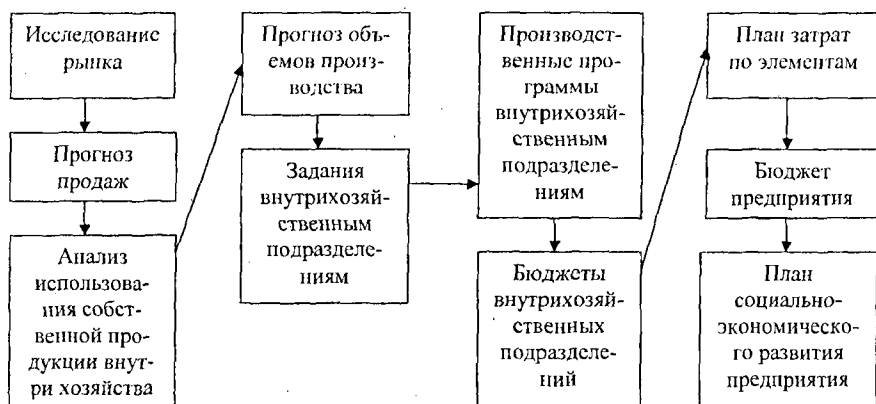 Исследование
рынка
Прогноз
продаж
Анализ
использова-
ния собст-
венной про-
дукции внут-
ри хозяйства
Прогноз объ-
емов произ-
водства
Задания
внутрихозяй-
ственным
подразделе-
ниям
Производст-
венные про-
граммы
внутрихозяй-
ственным
подразделе-
ниям
Бюджеты
внутрихозяй-
ственных
подразделе-
ний
План затрат
по элементам
Бюджет
предприятия
План
социально-
экономическо-
го развития
предприятия